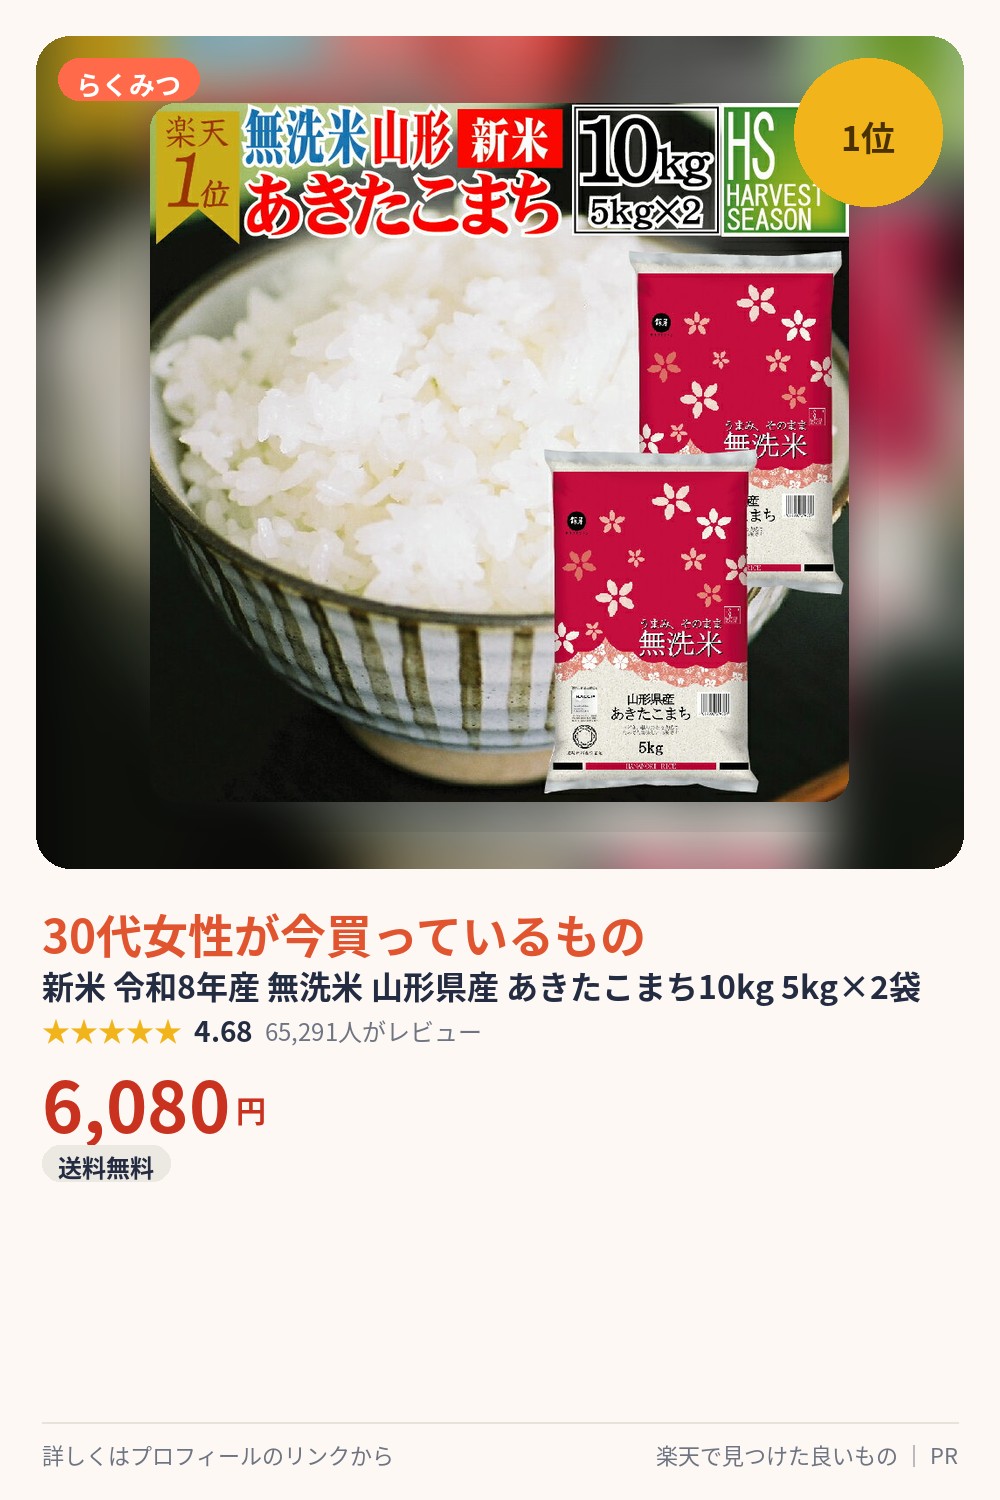 らくみつ
1位
楽天
1位
無洗米 山形 新米
あきたこまち
10kg
5kg×2
HS
HARVEST
SEASON
うまみ、そのまま
無洗米
うまみ、そのまま
無洗米
山形県産
あきたこまち
5kg
30代女性が今買っているもの
新米 令和8年産 無洗米 山形県産 あきたこまち10kg 5kg×2袋
★★★★★ 4.68 65,291人がレビュー
6,080円
送料無料
詳しくはプロフィールのリンクから
楽天で見つけた良いもの | PR